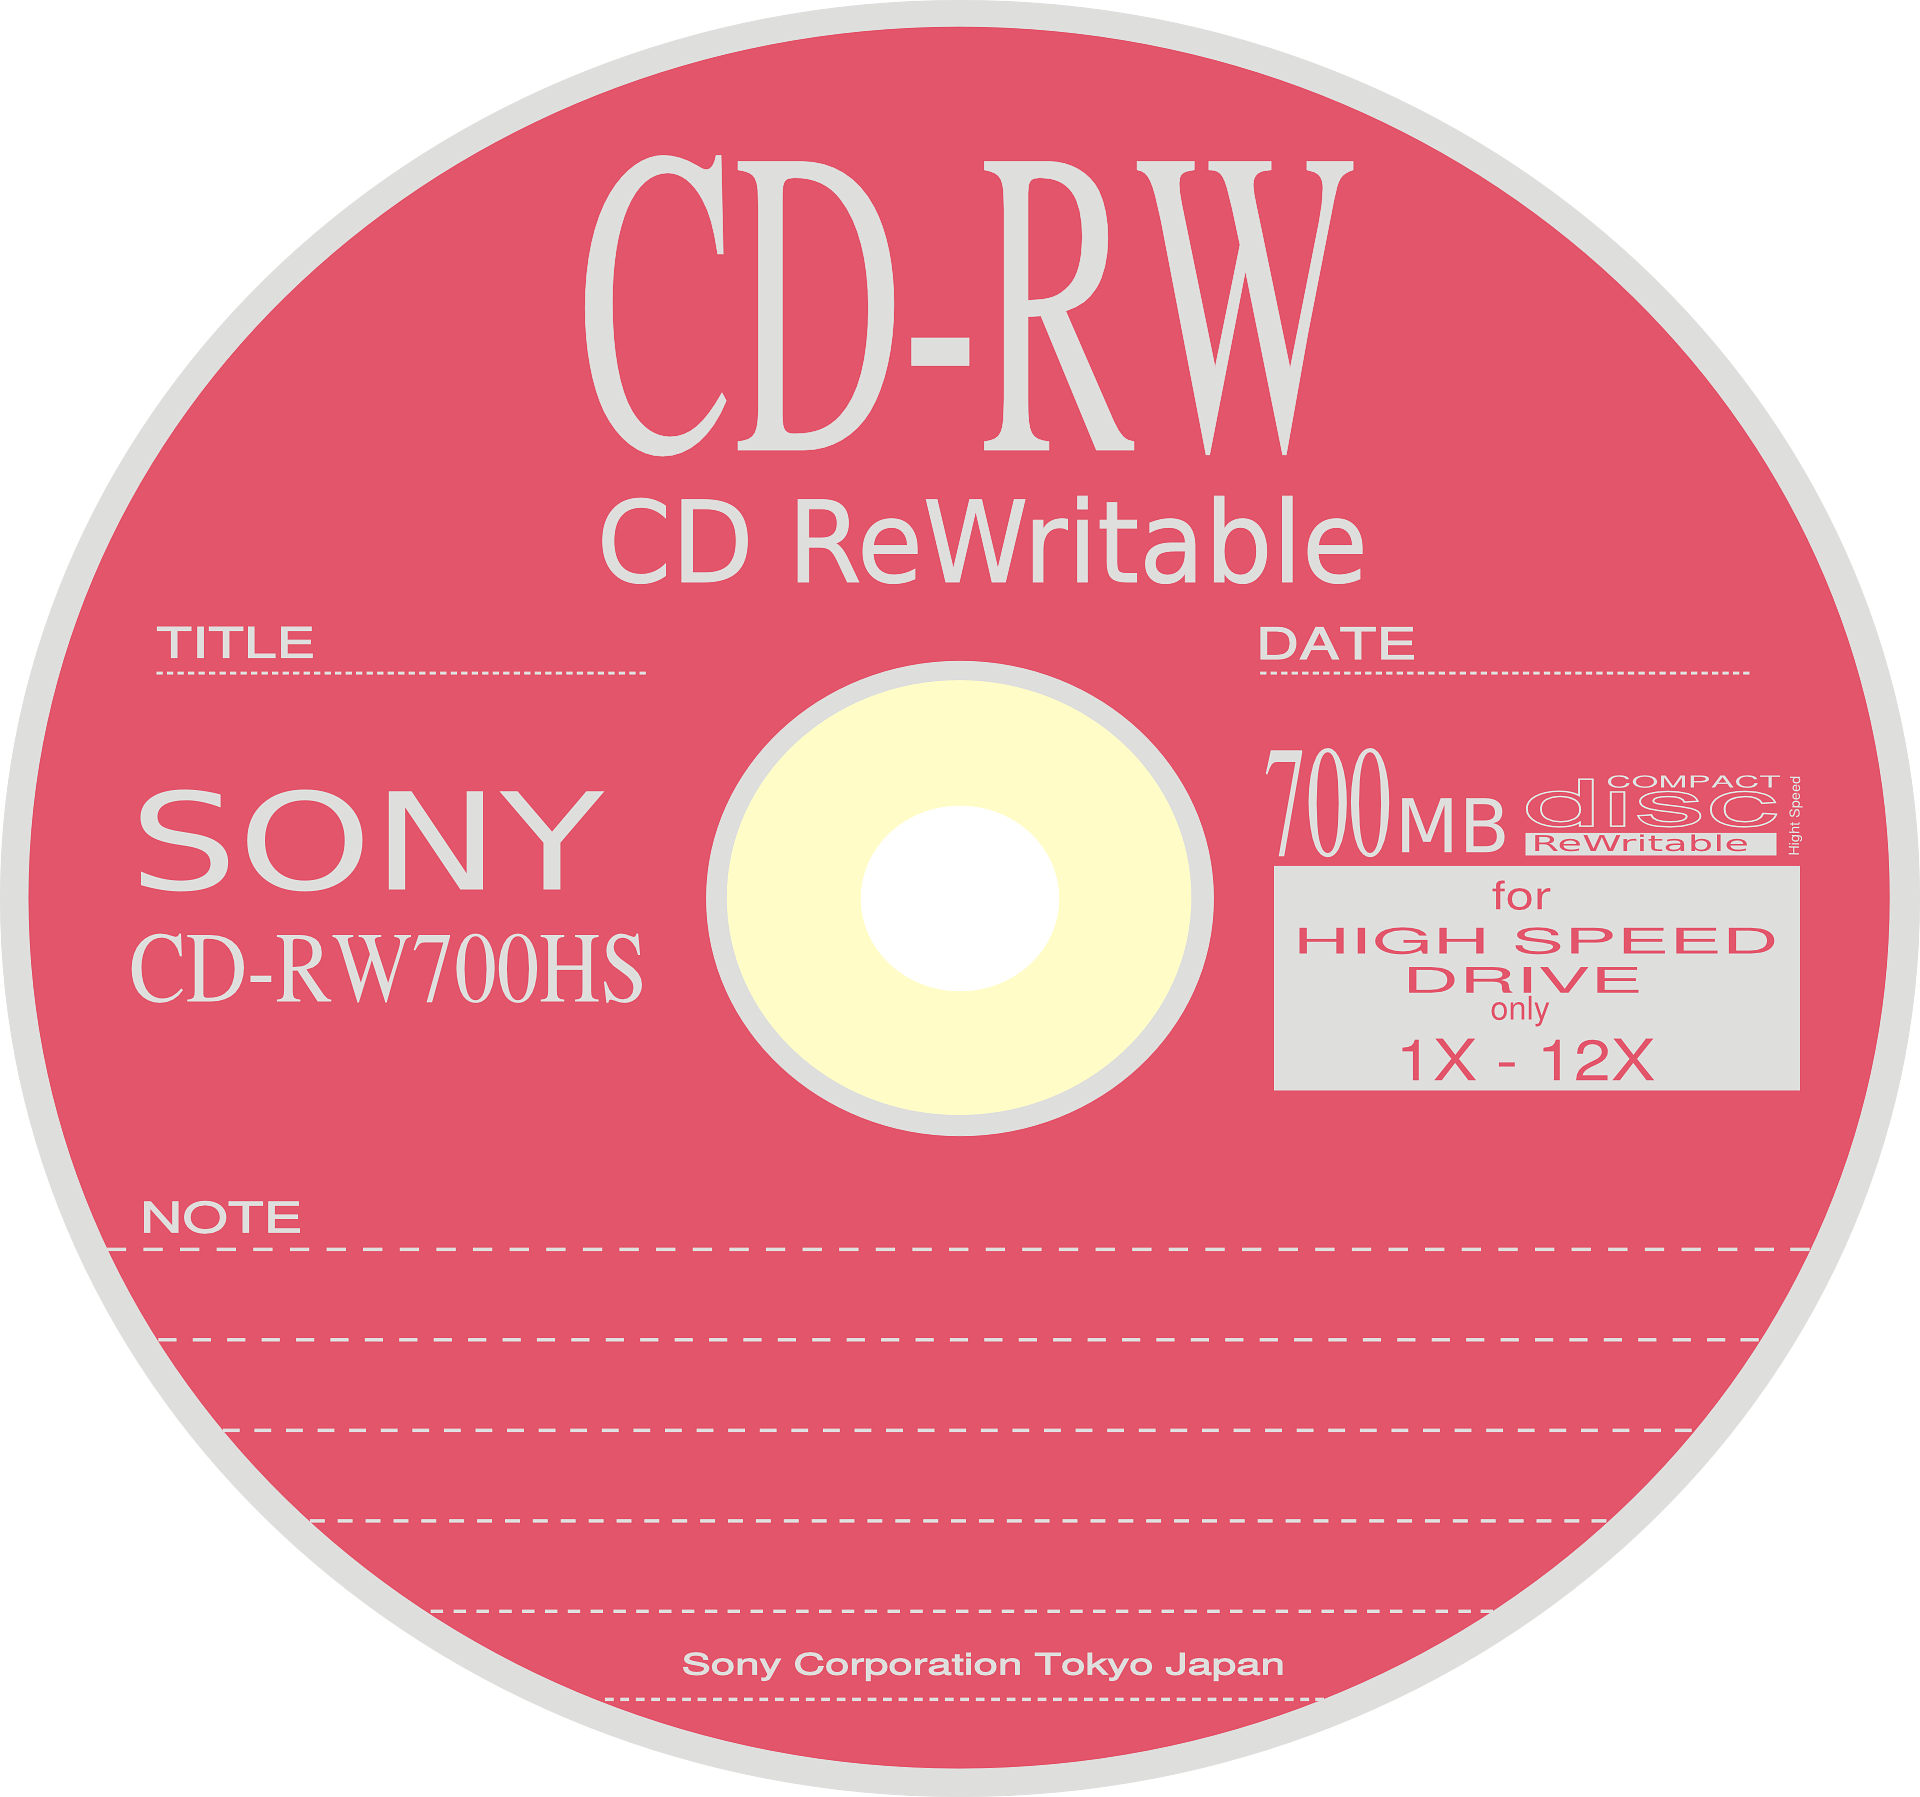 CD-RW
CD ReWritable
TITLE
DATE
SONY
CD-RW700HS
700MB
COMPACT
disc
ReWritable
Hight Speed
for
HIGH SPEED
DRIVE
only
1X - 12X
NOTE
Sony Corporation Tokyo Japan